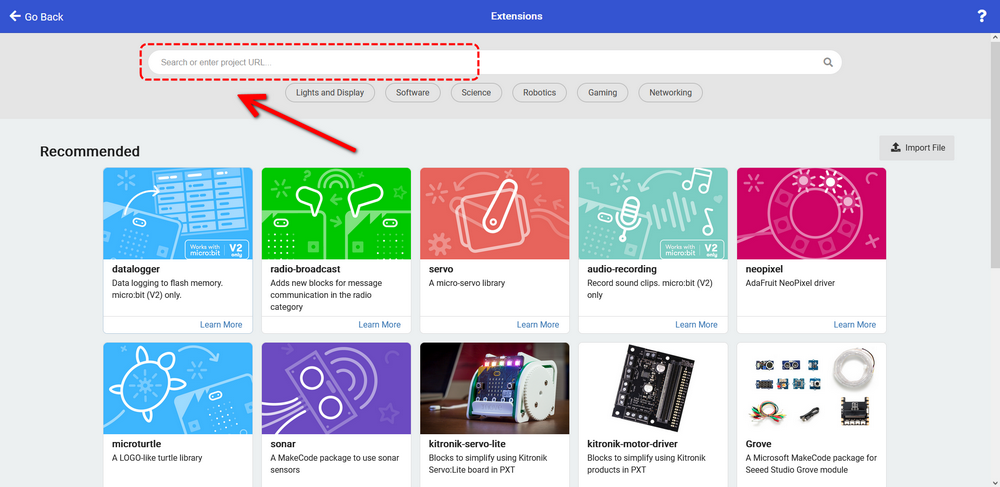 Go Back
Extensions
?
Search or enter project URL...
Lights and Display
Software
Science
Robotics
Gaming
Networking
Recommended
Import File
Works with
micro:bit
V2
only
datalogger
Data logging to flash memory.
micro:bit (V2) only.
Learn More
radio-broadcast
Adds new blocks for message
communication in the radio
category
Learn More
servo
A micro-servo library
Learn More
Works with
micro:bit
V2
only
audio-recording
Record sound clips. micro:bit (V2)
only
Learn More
neopixel
AdaFruit NeoPixel driver
Learn More
microturtle
A LOGO-like turtle library
sonar
A MakeCode package to use sonar
sensors
kitronik-servo-lite
Blocks to simplify using Kitronik
Servo:Lite board in PXT
kitronik-motor-driver
Blocks to simplify using Kitronik
products in PXT
Grove
A Microsoft MakeCode package for
Seeed Studio Grove module